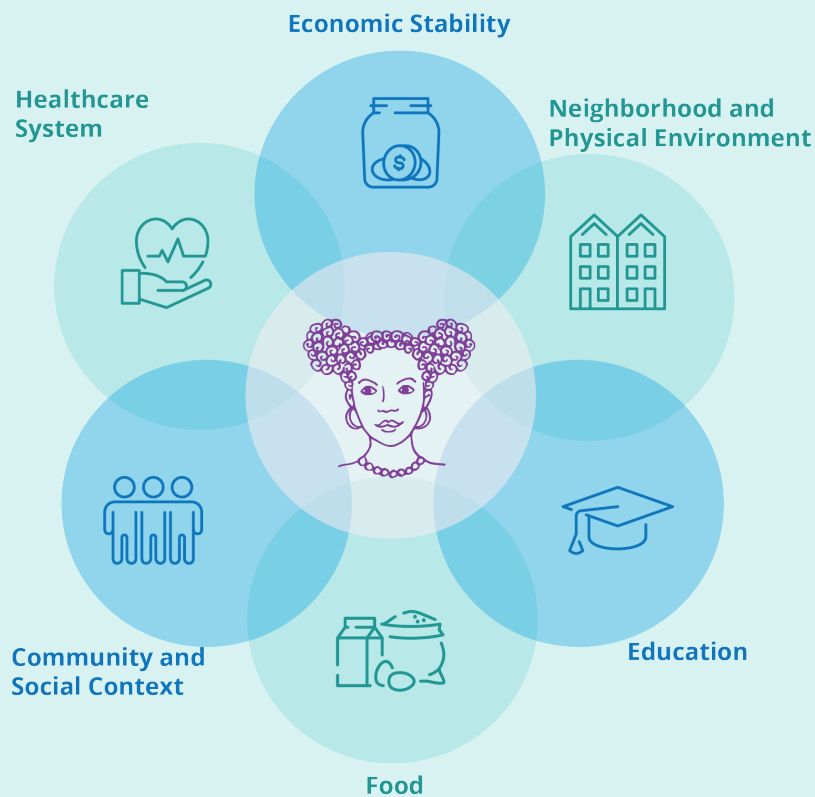 Economic Stability
Healthcare
System
Neighborhood and
Physical Environment
$
Community and
Social Context
Education
Food